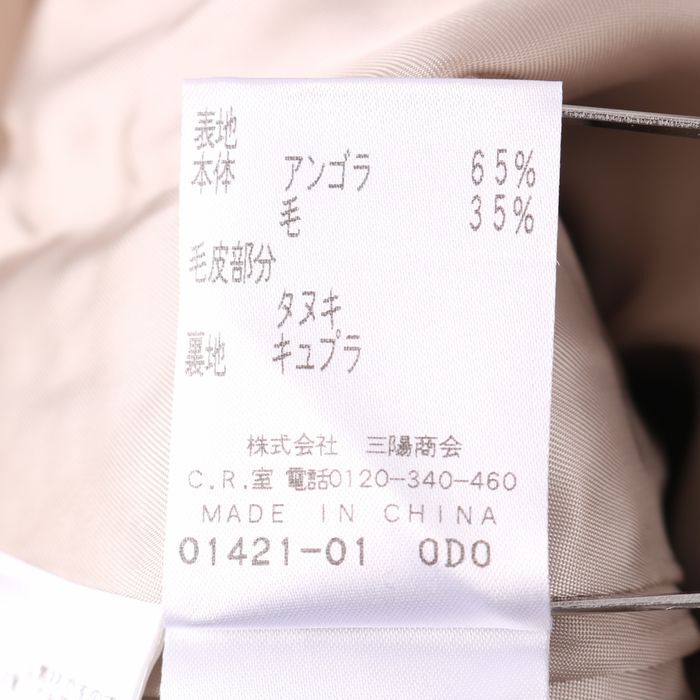 表地
本体 アンゴラ 65%
毛 35%
毛皮部分
タヌキ
裏地 キュプラ
株式会社 三陽商会
C.R.室 電話0120-340-460
MADE IN CHINA
01421-01 0D0